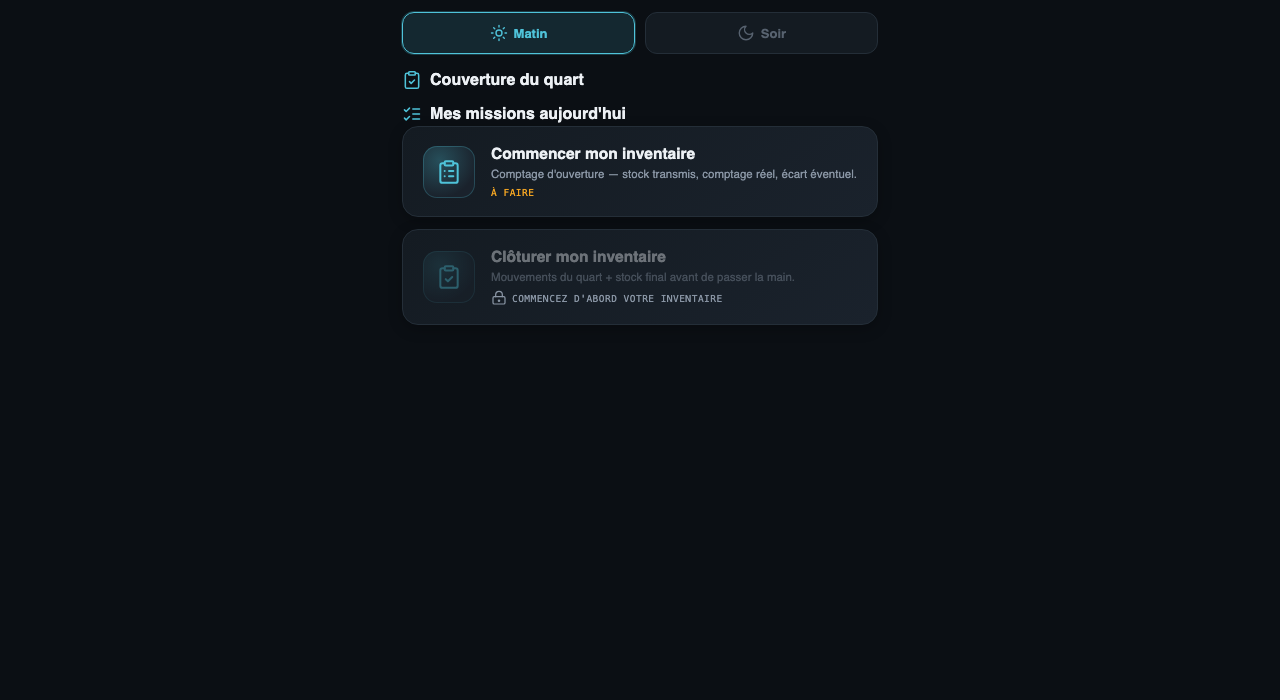 Matin
Soir
Couverture du quart
Mes missions aujourd'hui
Commencer mon inventaire
Comptage d'ouverture — stock transmis, comptage réel, écart éventuel.
À FAIRE
Clôturer mon inventaire
Mouvements du quart + stock final avant de passer la main.
COMMENCEZ D'ABORD VOTRE INVENTAIRE